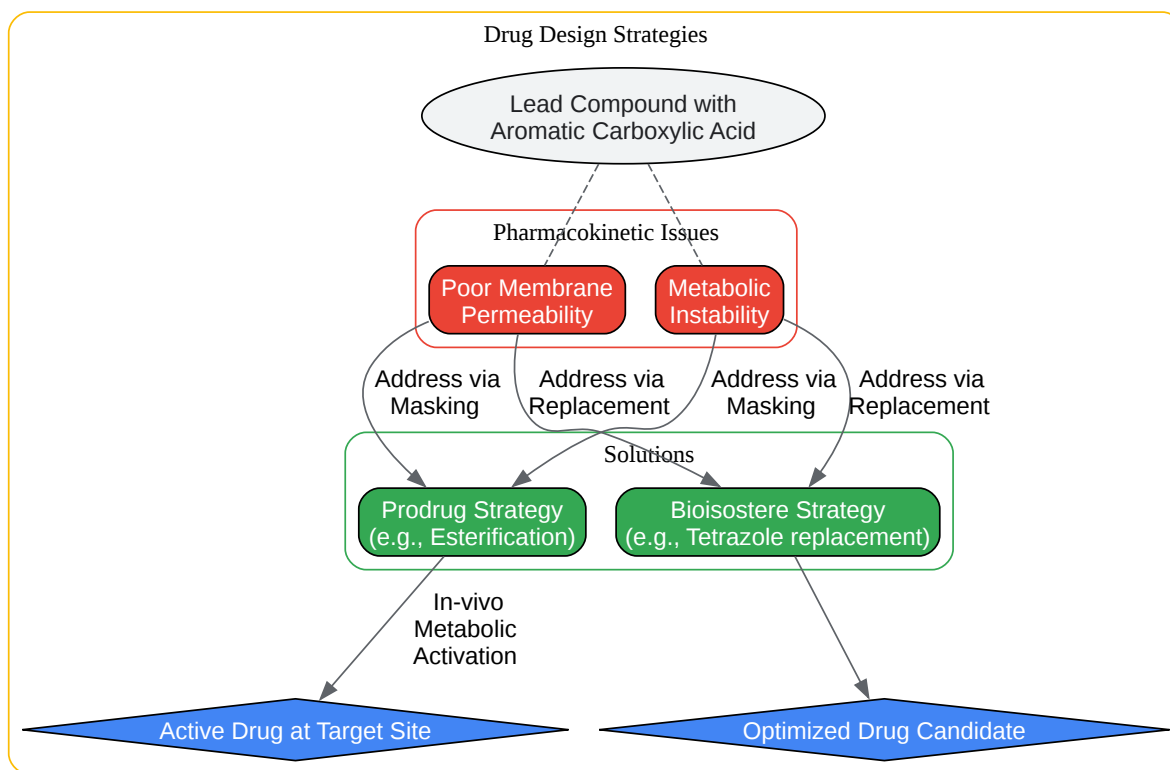 Drug Design Strategies
Lead Compound with
Aromatic Carboxylic Acid
Pharmacokinetic Issues
Poor Membrane
Permeability
Metabolic
Instability
Address via
Masking
Address via
Replacement
Address via
Masking
Address via
Replacement
Solutions
Prodrug Strategy
(e.g., Esterification)
Bioisostere Strategy
(e.g., Tetrazole replacement)
In-vivo
Metabolic
Activation
Active Drug at Target Site
Optimized Drug Candidate